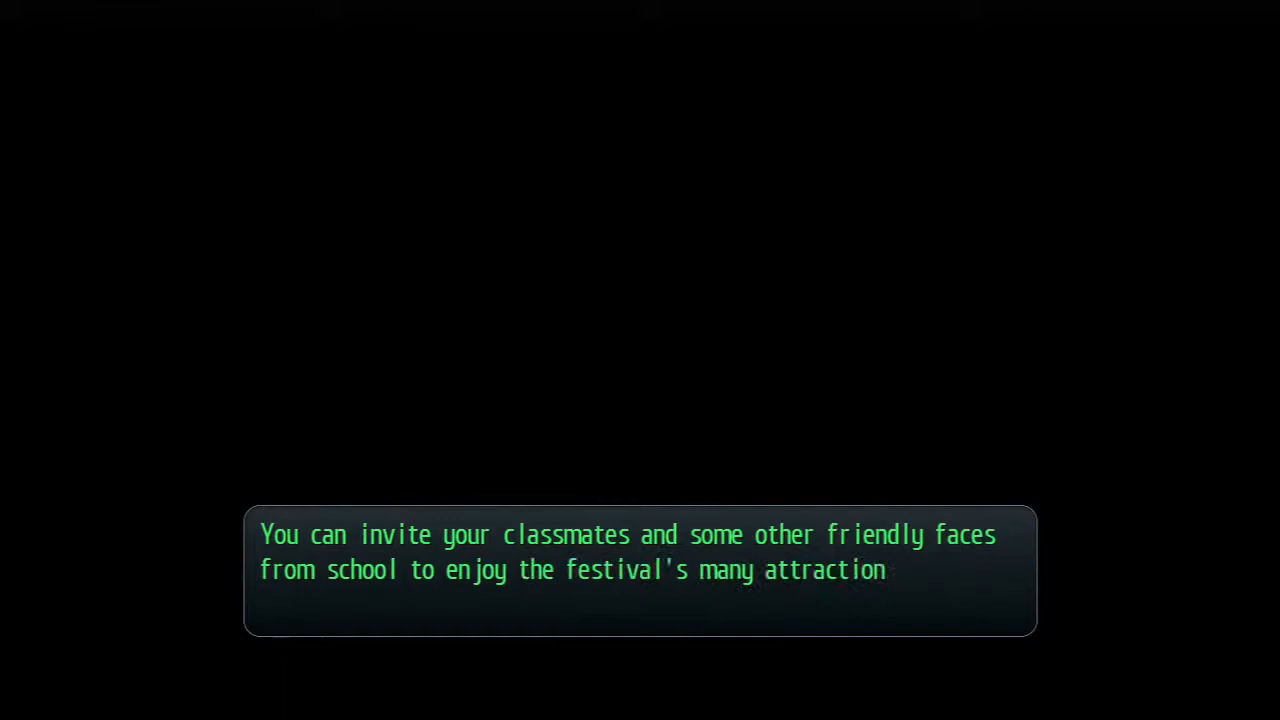 You can invite your classmates and some other friendly faces
from school to enjoy the festival's many attraction